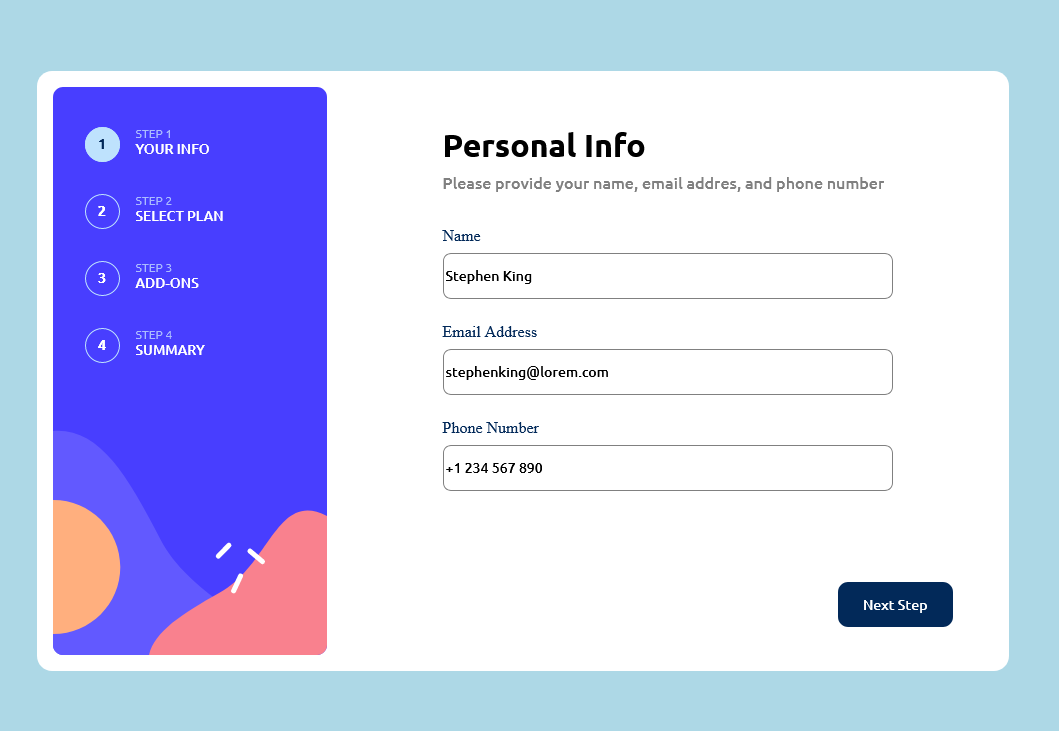 1
STEP 1
YOUR INFO
2
STEP 2
SELECT PLAN
3
STEP 3
ADD-ONS
4
STEP 4
SUMMARY
Personal Info
Please provide your name, email addres, and phone number
Name
Stephen King
Email Address
stephenking@lorem.com
Phone Number
+1 234 567 890
Next Step